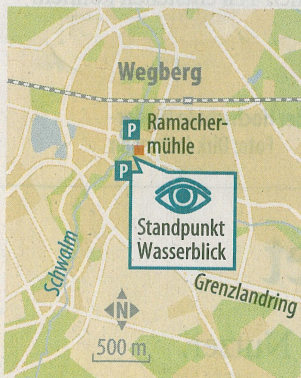 Wegberg
P Ramacher-
mühle
P
Standpunkt
Wasserblick
Schwalm
Grenzlandring
N
500 m